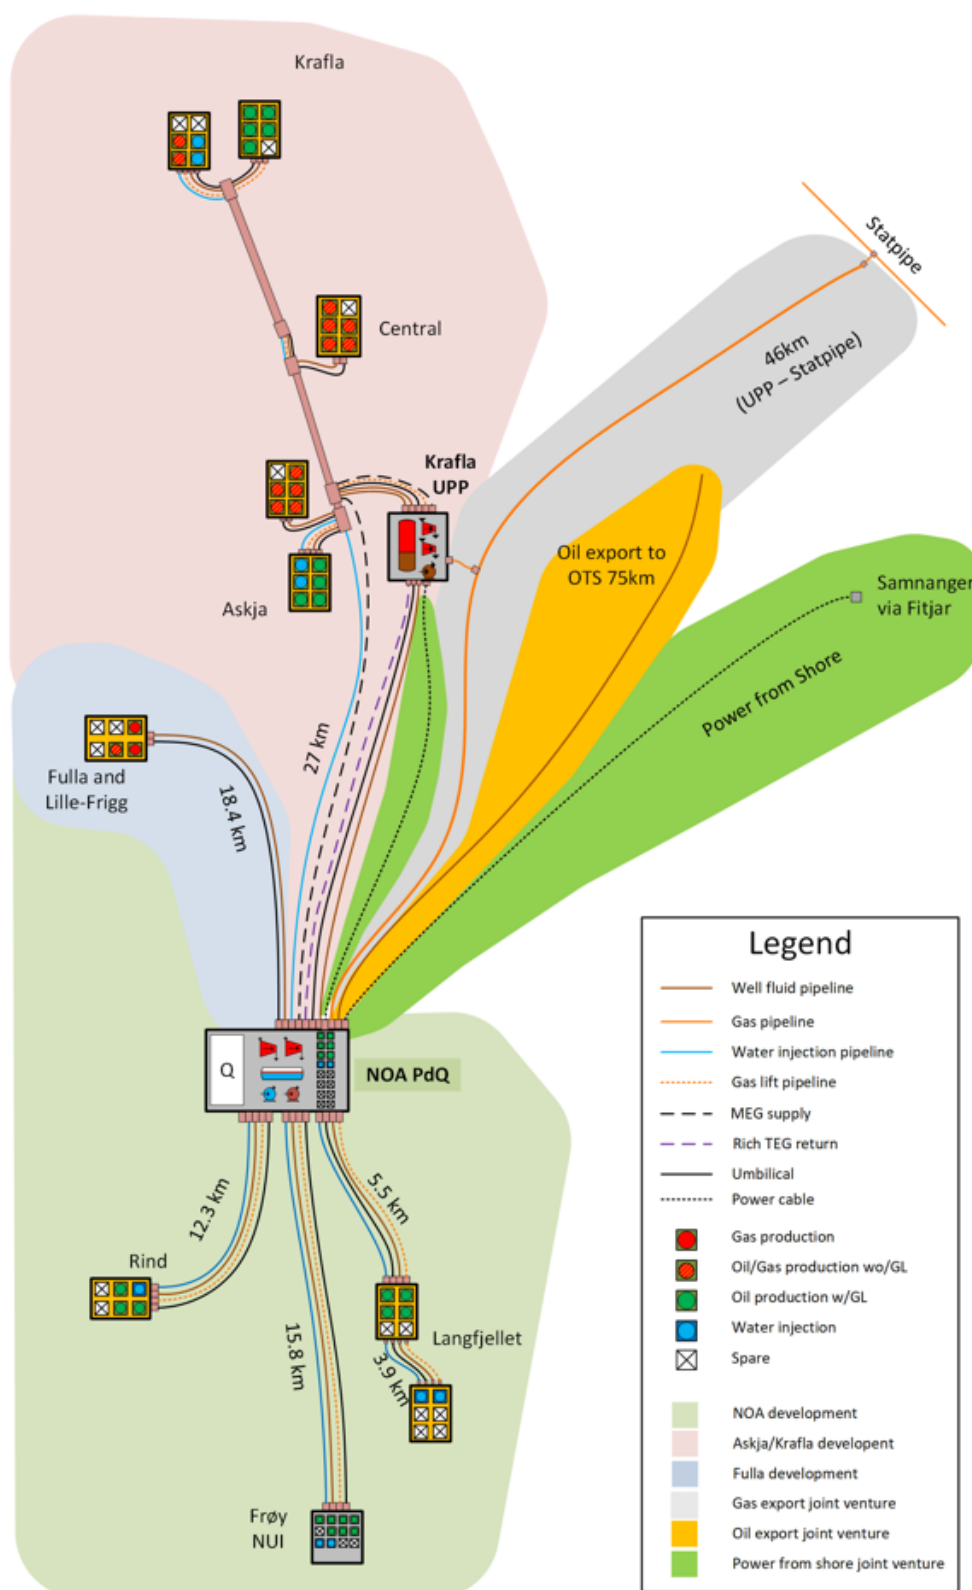 Krafla
Statpipe
Central
46km
(UPP – Statpipe)
Krafla
UPP
Oil export to
OTS 75km
Samnanger
via Fitjar
Askja
Power from Shore
27 km
Fulla and
Lille-Frigg
18.4 km
Q
NOA PdQ
12.3 km
5.5 km
Rind
15.8 km
Langfjellet
3.9 km
Frøy
NUI
Legend
Well fluid pipeline
Gas pipeline
Water injection pipeline
Gas lift pipeline
MEG supply
Rich TEG return
Umbilical
Power cable
Gas production
Oil/Gas production wo/GL
Oil production w/GL
Water injection
Spare
NOA development
Askja/Krafla developent
Fulla development
Gas export joint venture
Oil export joint venture
Power from shore joint venture